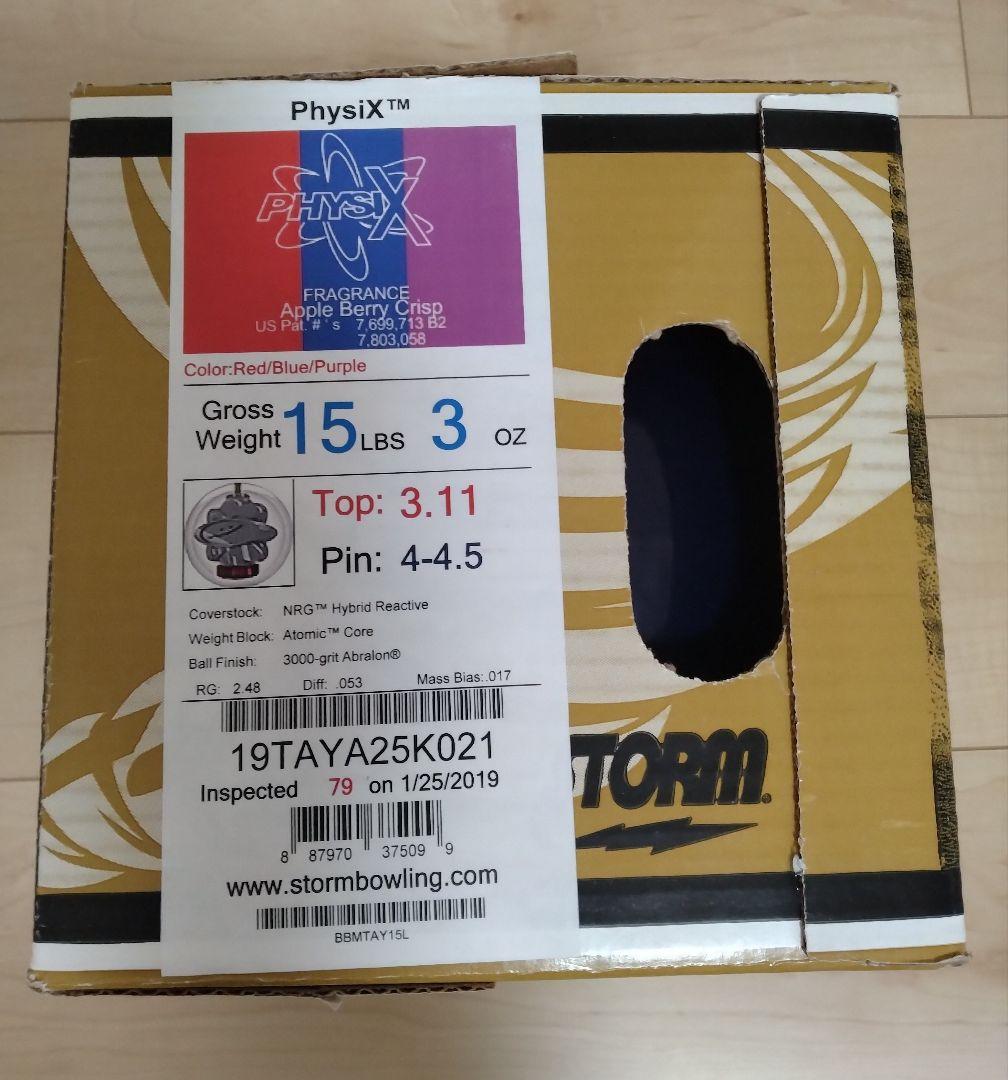 PhysiX™
PHYSIX
FRAGRANCE
Apple Berry Crisp
US Pat. # ' s 7,699,713 B2
7,803,058
Color:Red/Blue/Purple
Gross Weight 15 LBS 3 OZ
Top: 3.11
Pin: 4-4.5
Coverstock: NRG™ Hybrid Reactive
Weight Block: Atomic™ Core
Ball Finish: 3000-grit Abralon®
RG: 2.48 Diff: .053 Mass Bias:.017
19TAYA25K021
Inspected 79 on 1/25/2019
8 87970 37509 9
www.stormbowling.com
BBMTAY15L
STORM®